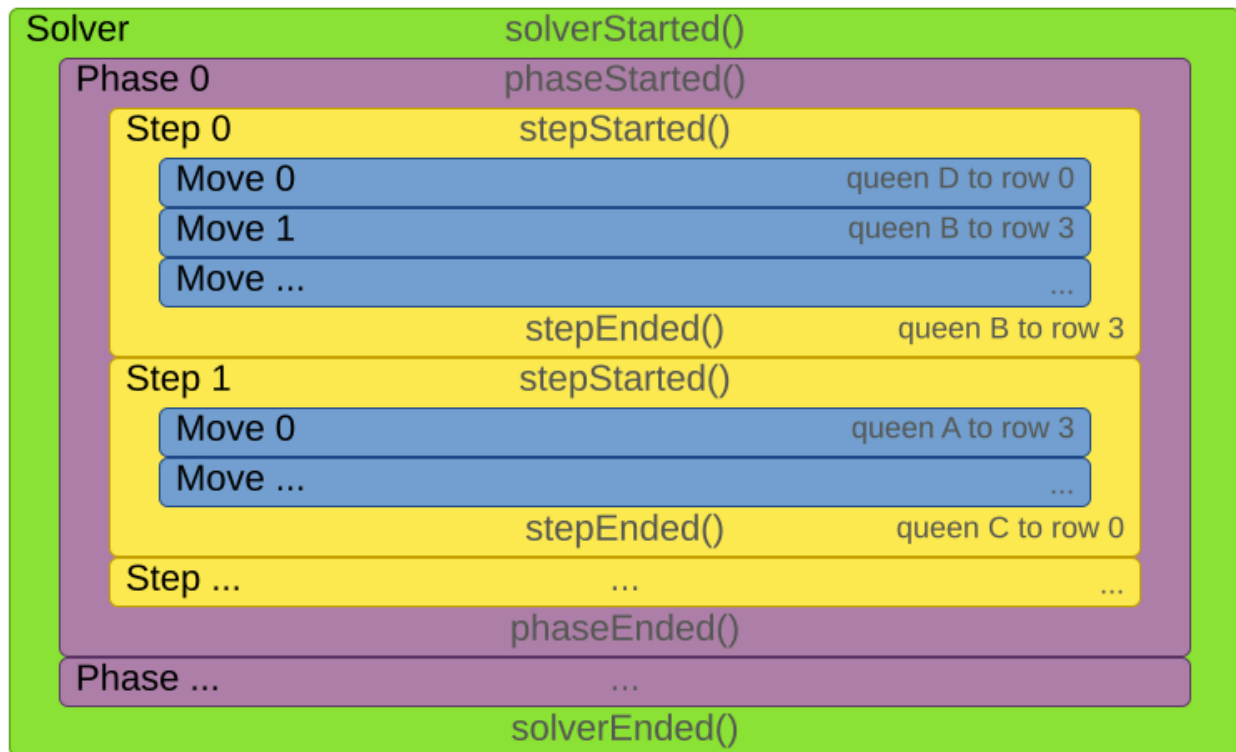 Solver solverStarted()
Phase 0 phaseStarted()
Step 0 stepStarted()
Move 0 queen D to row 0
Move 1 queen B to row 3
Move ... ...
stepEnded() queen B to row 3
Step 1 stepStarted()
Move 0 queen A to row 3
Move ... ...
stepEnded() queen C to row 0
Step ... ... ...
phaseEnded()
Phase ... ...
solverEnded()